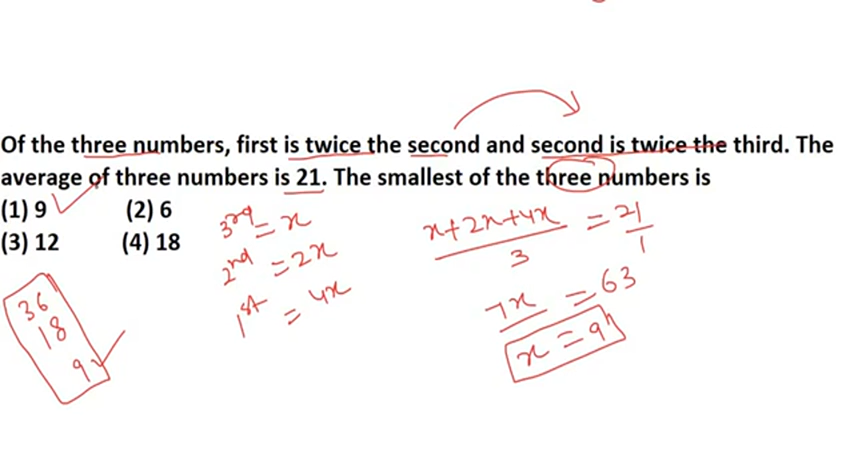 Of the three numbers, first is twice the second and second is twice the third. The
average of three numbers is 21. The smallest of the three numbers is
(1) 9 (2) 6
(3) 12 (4) 18
3rd = x
2nd = 2x
1st = 4x
x+2x+4x/3 = 21/1
7x = 63
x = 9
36
18
9